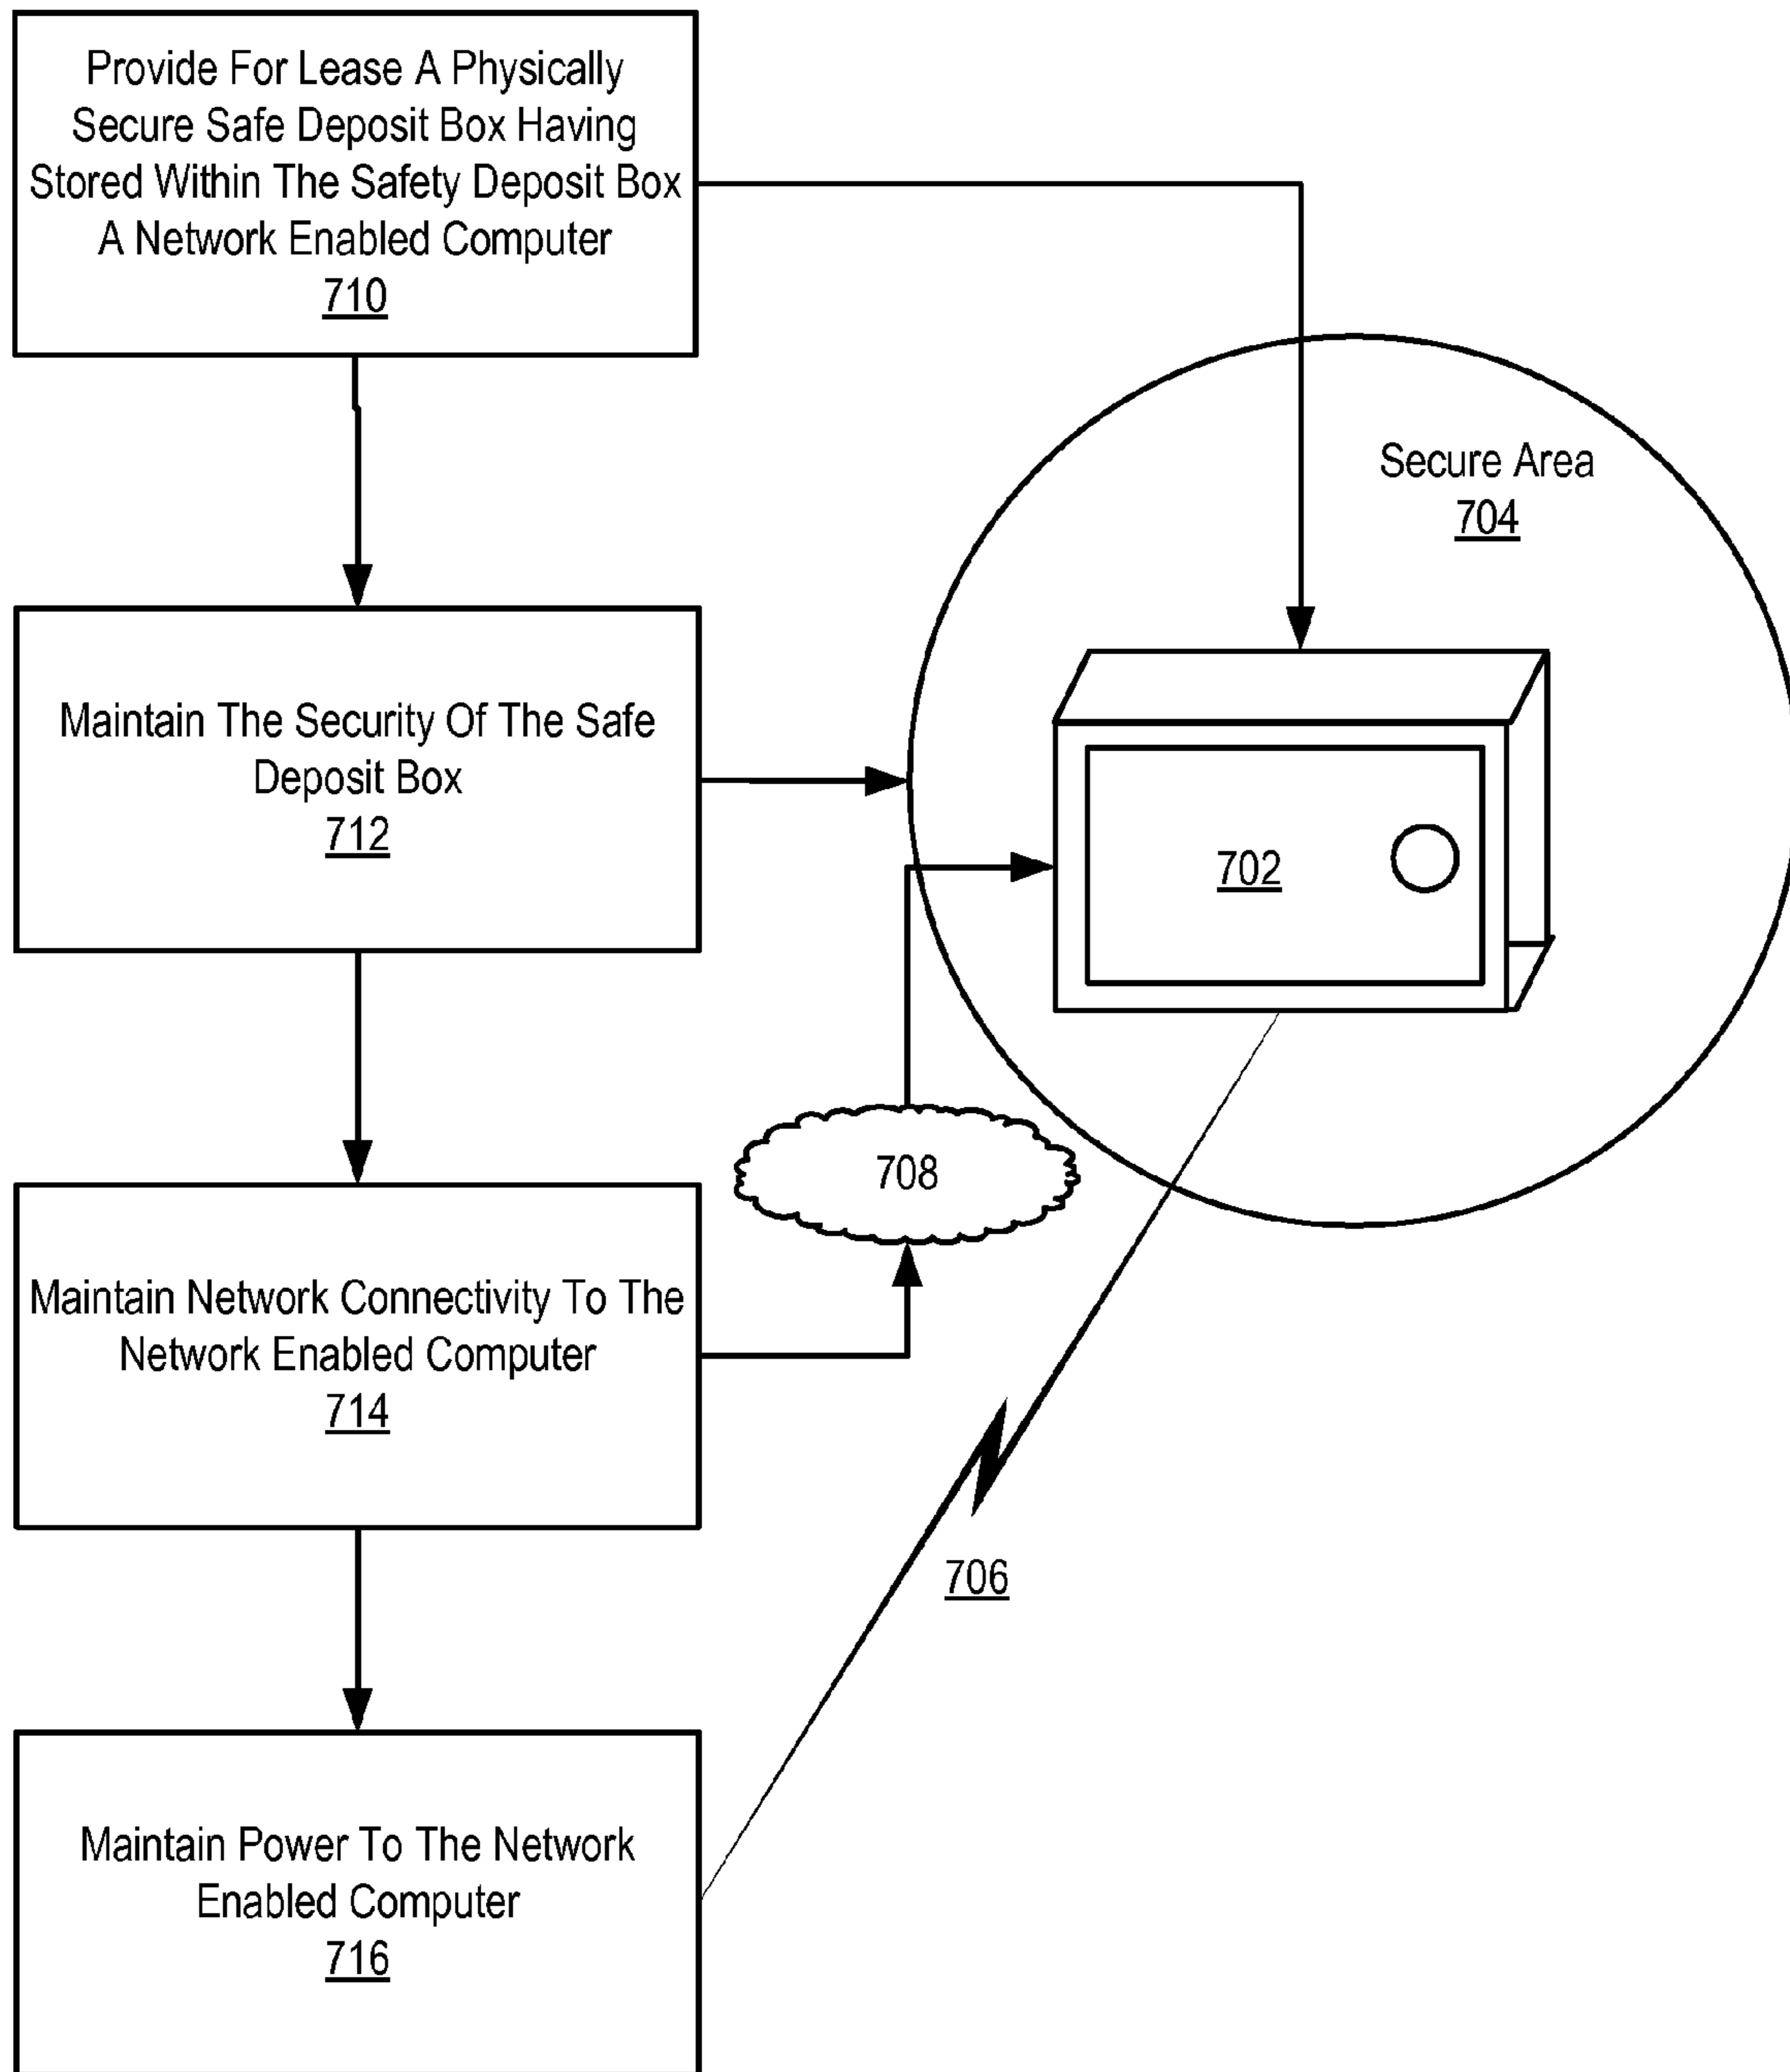 Provide For Lease A Physically
Secure Safe Deposit Box Having
Stored Within The Safety Deposit Box
A Network Enabled Computer
710
Secure Area
704
Maintain The Security Of The Safe
Deposit Box
712
702
708
Maintain Network Connectivity To The
Network Enabled Computer
714
706
Maintain Power To The Network
Enabled Computer
716